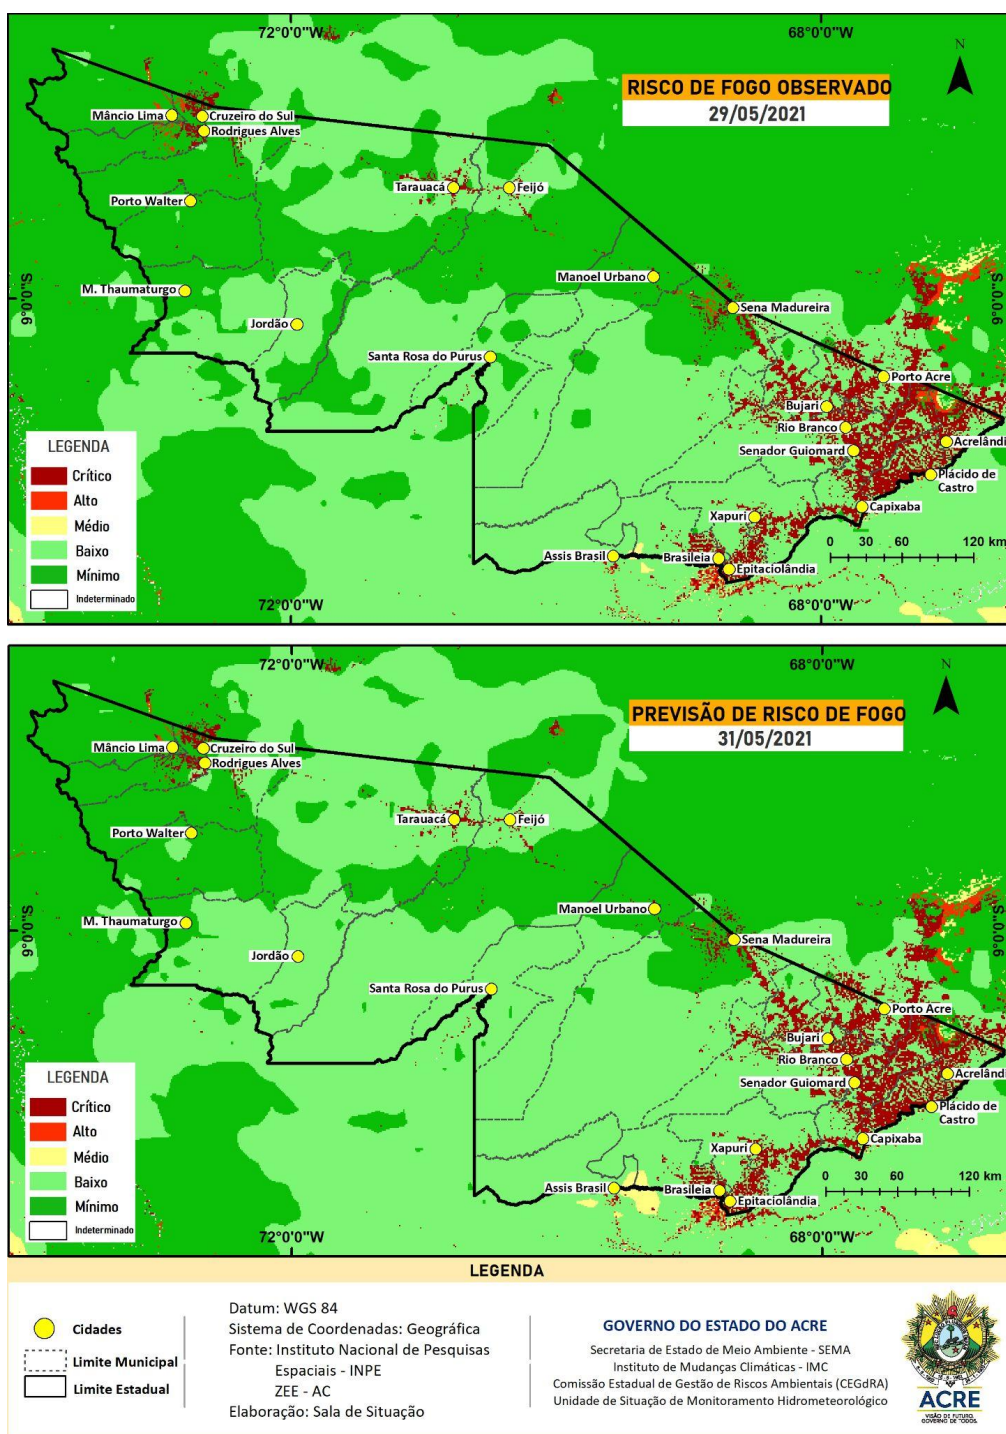 72°0'0"W
68°0'0"W
N
RISCO DE FOGO OBSERVADO
29/05/2021
Mâncio Lima
Cruzeiro do Sul
Rodrigues Alves
Tarauacá
Feijó
Porto Walter
Manoel Urbano
M. Thaumaturgo
9°0'0"S
9°0'0"S
Sena Madureira
Jordão
Santa Rosa do Purus
Porto Acre
Bujari
Rio Branco
Acrelândi
Senador Guiomard
Plácido de
Castro
LEGENDA
Crítico
Alto
Médio
Baixo
Mínimo
Indeterminado
Capixaba
Xapuri
Assis Brasil
Brasileia
Epitaciolândia
0 30 60 120 km
72°0'0"W
68°0'0"W
72°0'0"W
68°0'0"W
N
PREVISÃO DE RISCO DE FOGO
31/05/2021
Mâncio Lima
Cruzeiro do Sul
Rodrigues Alves
Tarauacá
Feijó
Porto Walter
Manoel Urbano
M. Thaumaturgo
9°0'0"S
9°0'0"S
Sena Madureira
Jordão
Santa Rosa do Purus
Porto Acre
Bujari
Rio Branco
Acrelândi
Senador Guiomard
Plácido de
Castro
LEGENDA
Crítico
Alto
Médio
Baixo
Mínimo
Indeterminado
Capixaba
Xapuri
Assis Brasil
Brasileia
Epitaciolândia
0 30 60 120 km
72°0'0"W
68°0'0"W
LEGENDA
Cidades
Limite Municipal
Limite Estadual
Datum: WGS 84
Sistema de Coordenadas: Geográfica
Fonte: Instituto Nacional de Pesquisas
Espaciais - INPE
ZEE - AC
Elaboração: Sala de Situação
GOVERNO DO ESTADO DO ACRE
Secretaria de Estado de Meio Ambiente - SEMA
Instituto de Mudanças Climáticas - IMC
Comissão Estadual de Gestão de Riscos Ambientais (CEGdRA)
Unidade de Situação de Monitoramento Hidrometeorológico
ACRE
VISÃO DE FUTURO.
GOVERNO DE TODOS.